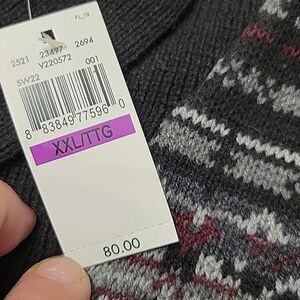 FL_19
2521 23497 2694
V220572
SW22 001
8 83849 77596 0
XXL/TTG
80.00